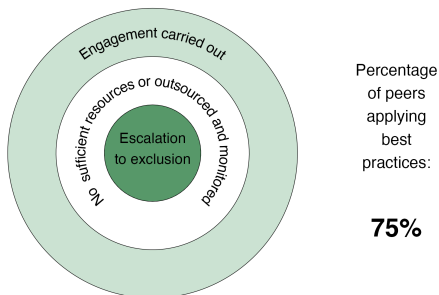 Engagement carried out
No sufficient resources or outsourced and monitored
Escalation
to exclusion
Percentage
of peers
applying
best
practices:
75%